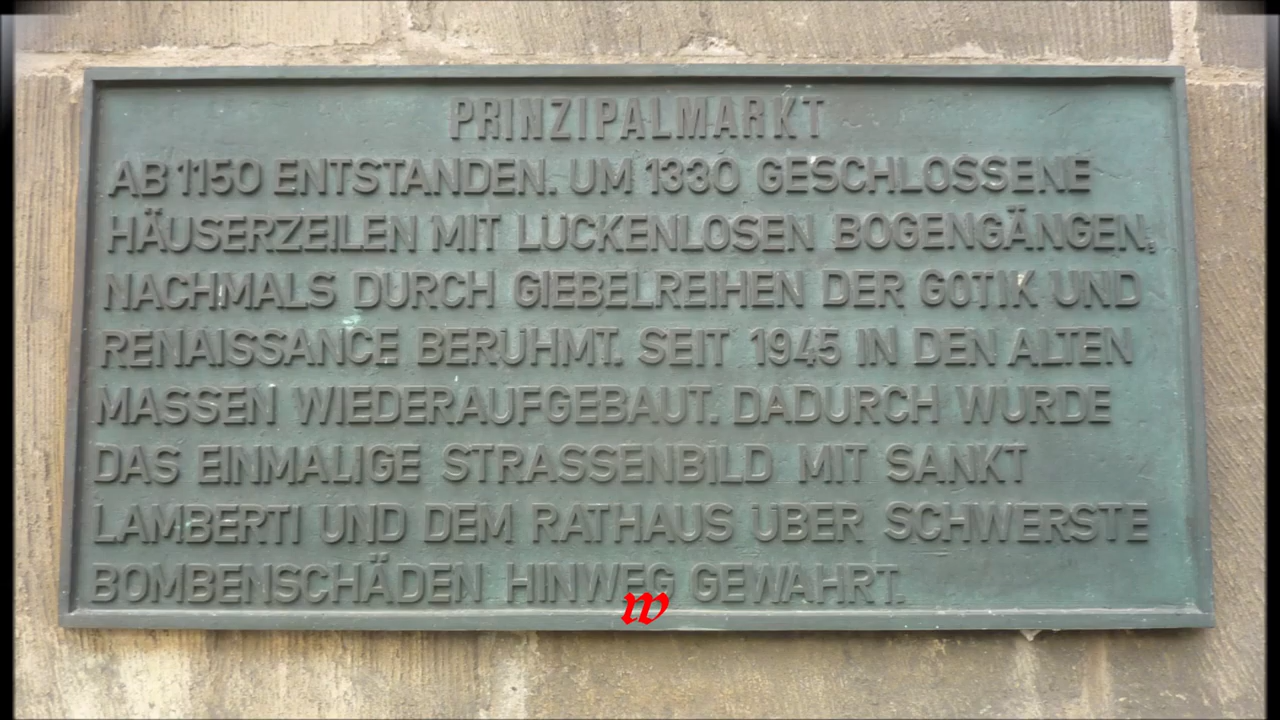 PRINZIPALMARKT
AB 1150 ENTSTANDEN. UM 1330 GESCHLOSSENE
HÄUSERZEILEN MIT LÜCKENLOSEN BOGENGÄNGEN,
NACHMALS DURCH GIEBELREIHEN DER GOTIK UND
RENAISSANCE BERÜHMT. SEIT 1945 IN DEN ALTEN
MASSEN WIEDERAUFGEBAUT. DADURCH WURDE
DAS EINMALIGE STRASSENBILD MIT SANKT
LAMBERTI UND DEM RATHAUS ÜBER SCHWERSTE
BOMBENSCHÄDEN HINWEG GEWAHRT.
w